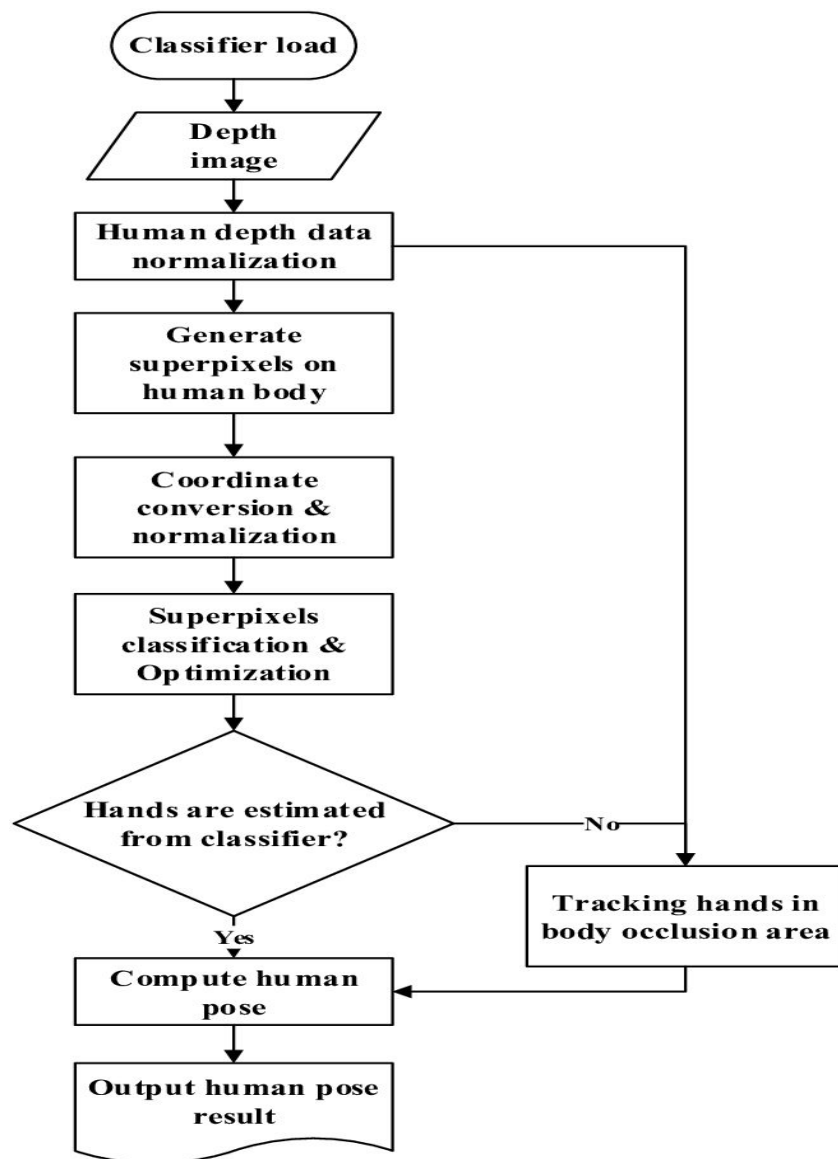 Classifier load
Depth
image
Human depth data
normalization
Generate
superpixels on
human body
Coordinate
conversion &
normalization
Superpixels
classification &
Optimization
Hands are estimated
from classifier?
No
Tracking hands in
body occlusion area
Yes
Compute human
pose
Output human pose
result